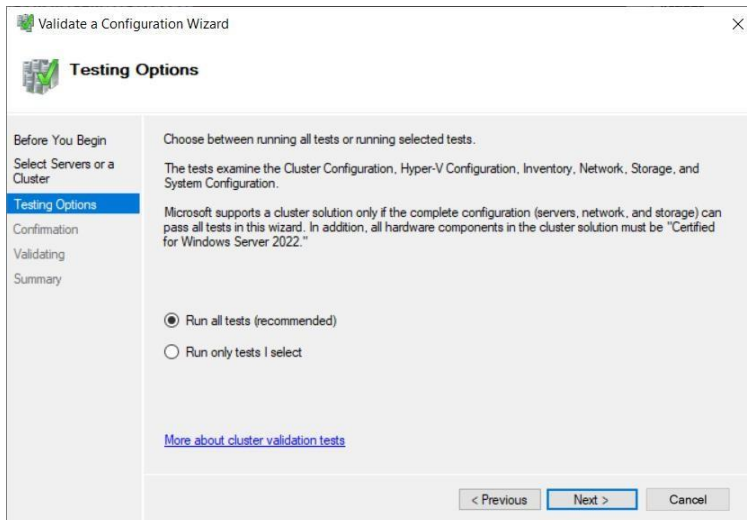 Validate a Configuration Wizard
Testing Options
Before You Begin
Select Servers or a
Cluster
Testing Options
Confirmation
Validating
Summary
Choose between running all tests or running selected tests.
The tests examine the Cluster Configuration, Hyper-V Configuration, Inventory, Network, Storage, and
System Configuration.
Microsoft supports a cluster solution only if the complete configuration (servers, network, and storage) can
pass all tests in this wizard. In addition, all hardware components in the cluster solution must be "Certified
for Windows Server 2022."
Run all tests (recommended)
Run only tests I select
More about cluster validation tests
< Previous
Next >
Cancel